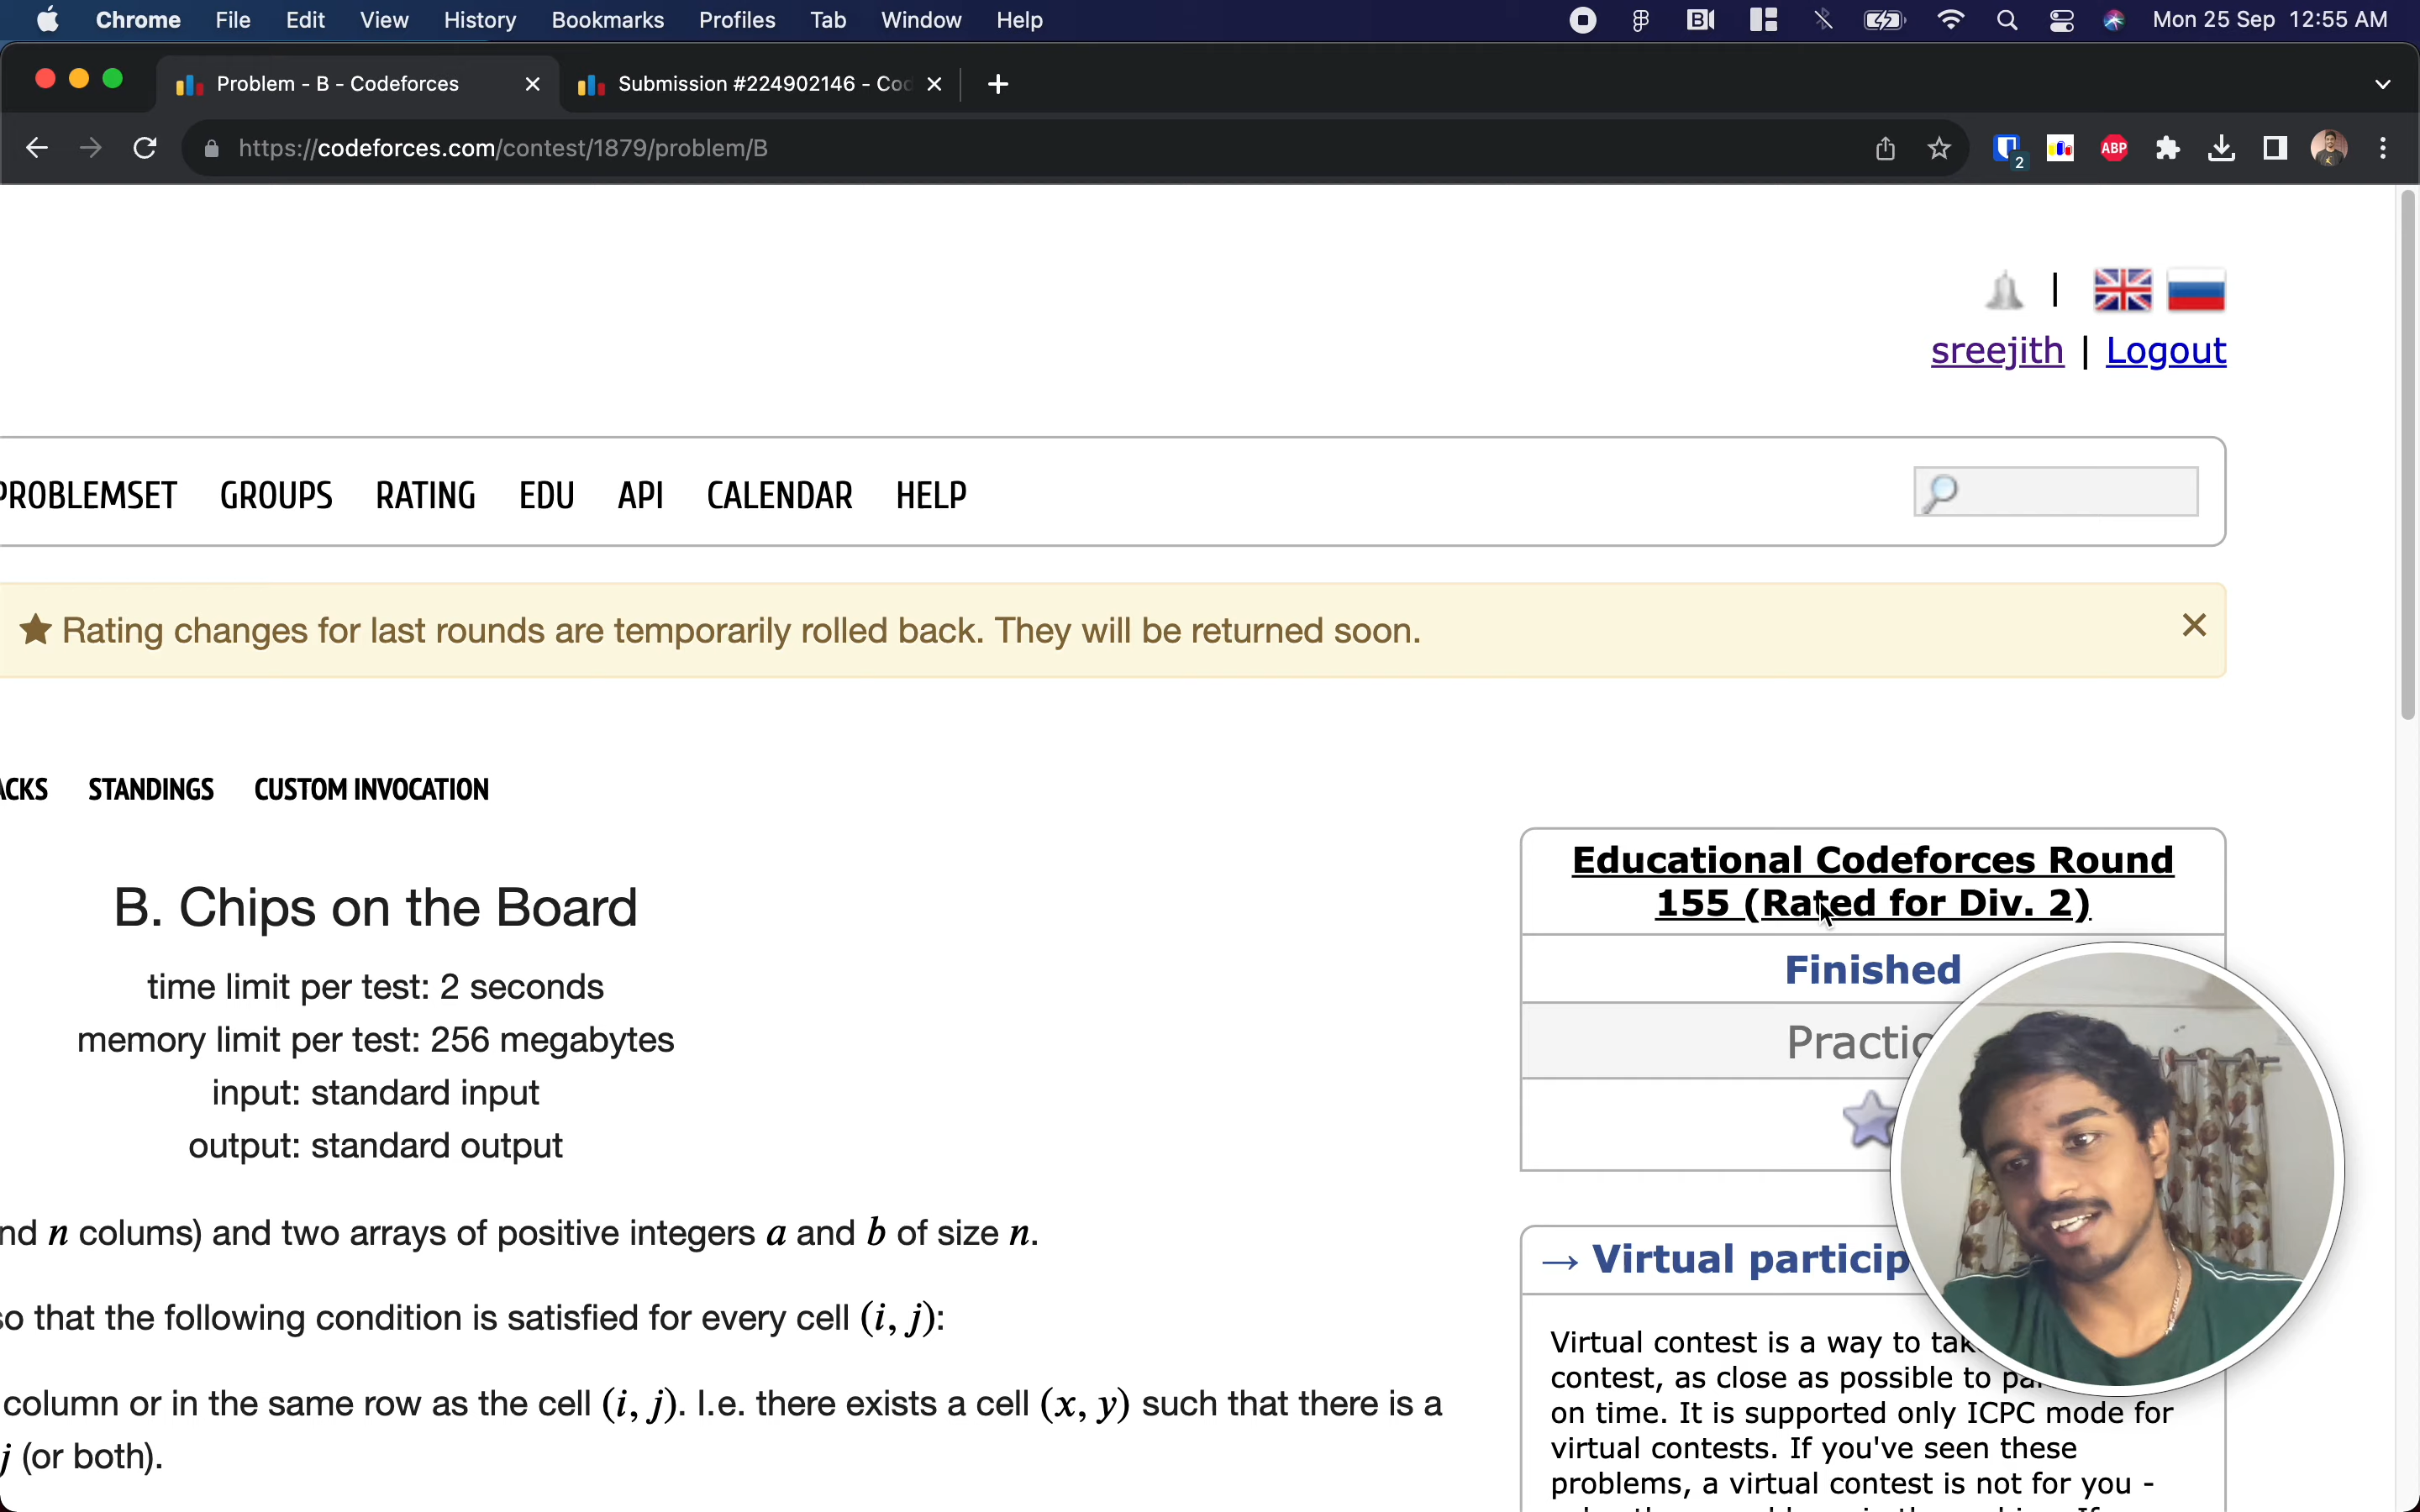 Chrome File Edit View History Bookmarks Profiles Tab Window Help Mon 25 Sep 12:55 AM
Problem - B - Codeforces Submission #224902146 - Co
https://codeforces.com/contest/1879/problem/B ABP 2
|
sreejith | Logout
PROBLEMSET GROUPS RATING EDU API CALENDAR HELP
Rating changes for last rounds are temporarily rolled back. They will be returned soon.
ACKS STANDINGS CUSTOM INVOCATION
B. Chips on the Board
time limit per test: 2 seconds
memory limit per test: 256 megabytes
input: standard input
output: standard output
nd n colums) and two arrays of positive integers a and b of size n.
so that the following condition is satisfied for every cell (i, j):
column or in the same row as the cell (i, j). I.e. there exists a cell (x, y) such that there is a
j (or both).
Educational Codeforces Round
155 (Rated for Div. 2)
Finished
Practic
→ Virtual particip
Virtual contest is a way to tak
contest, as close as possible to pa
on time. It is supported only ICPC mode for
virtual contests. If you've seen these
problems, a virtual contest is not for you -